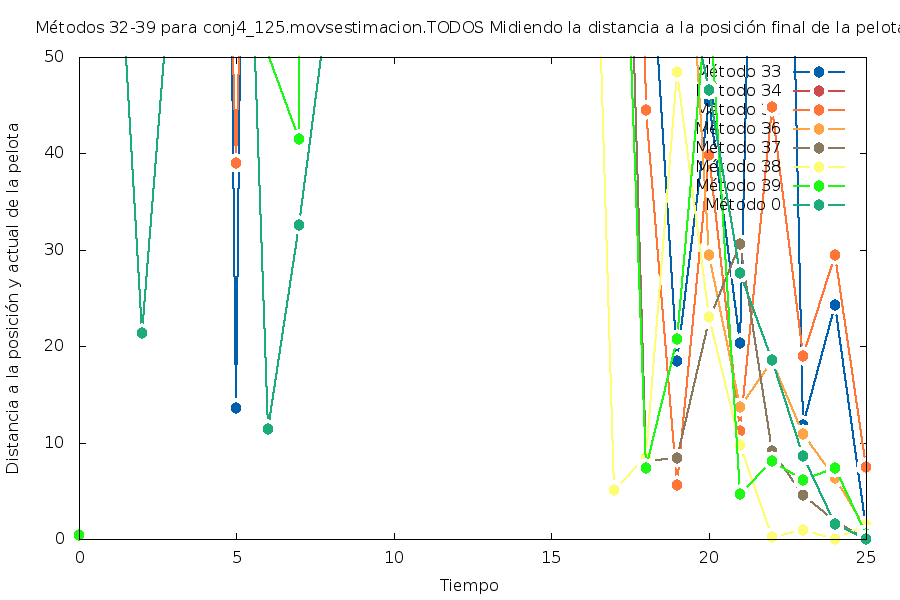 Métodos 32-39 para conj4_125.movsestimacion.TODOS Midiendo la distancia a la posición final de la pelota
50
40
30
20
10
0
Distancia a la posición y actual de la pelota
Método 33
Método 34
Método
Método 36
Método 37
Método 38
Método 39
Método 0
0 5 10 15 20 25
Tiempo